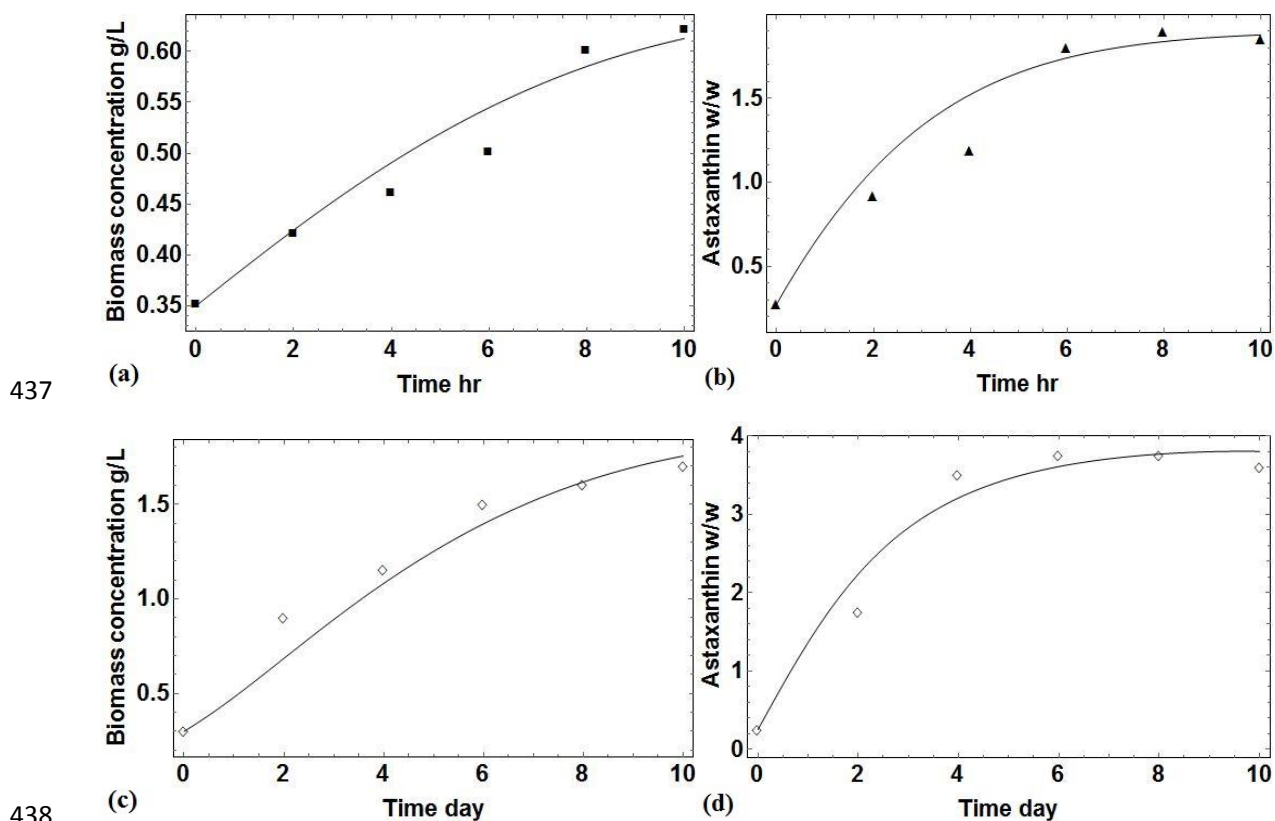 Biomass concentration g/L
0.60
0.55
0.50
0.45
0.40
0.35
0 2 4 6 8 10
(a) Time hr
Astaxanthin w/w
1.5
1.0
0.5
0 2 4 6 8 10
(b) Time hr
437
Biomass concentration g/L
1.5
1.0
0.5
0 2 4 6 8 10
(c) Time day
Astaxanthin w/w
4
3
2
1
0
0 2 4 6 8 10
(d) Time day
438